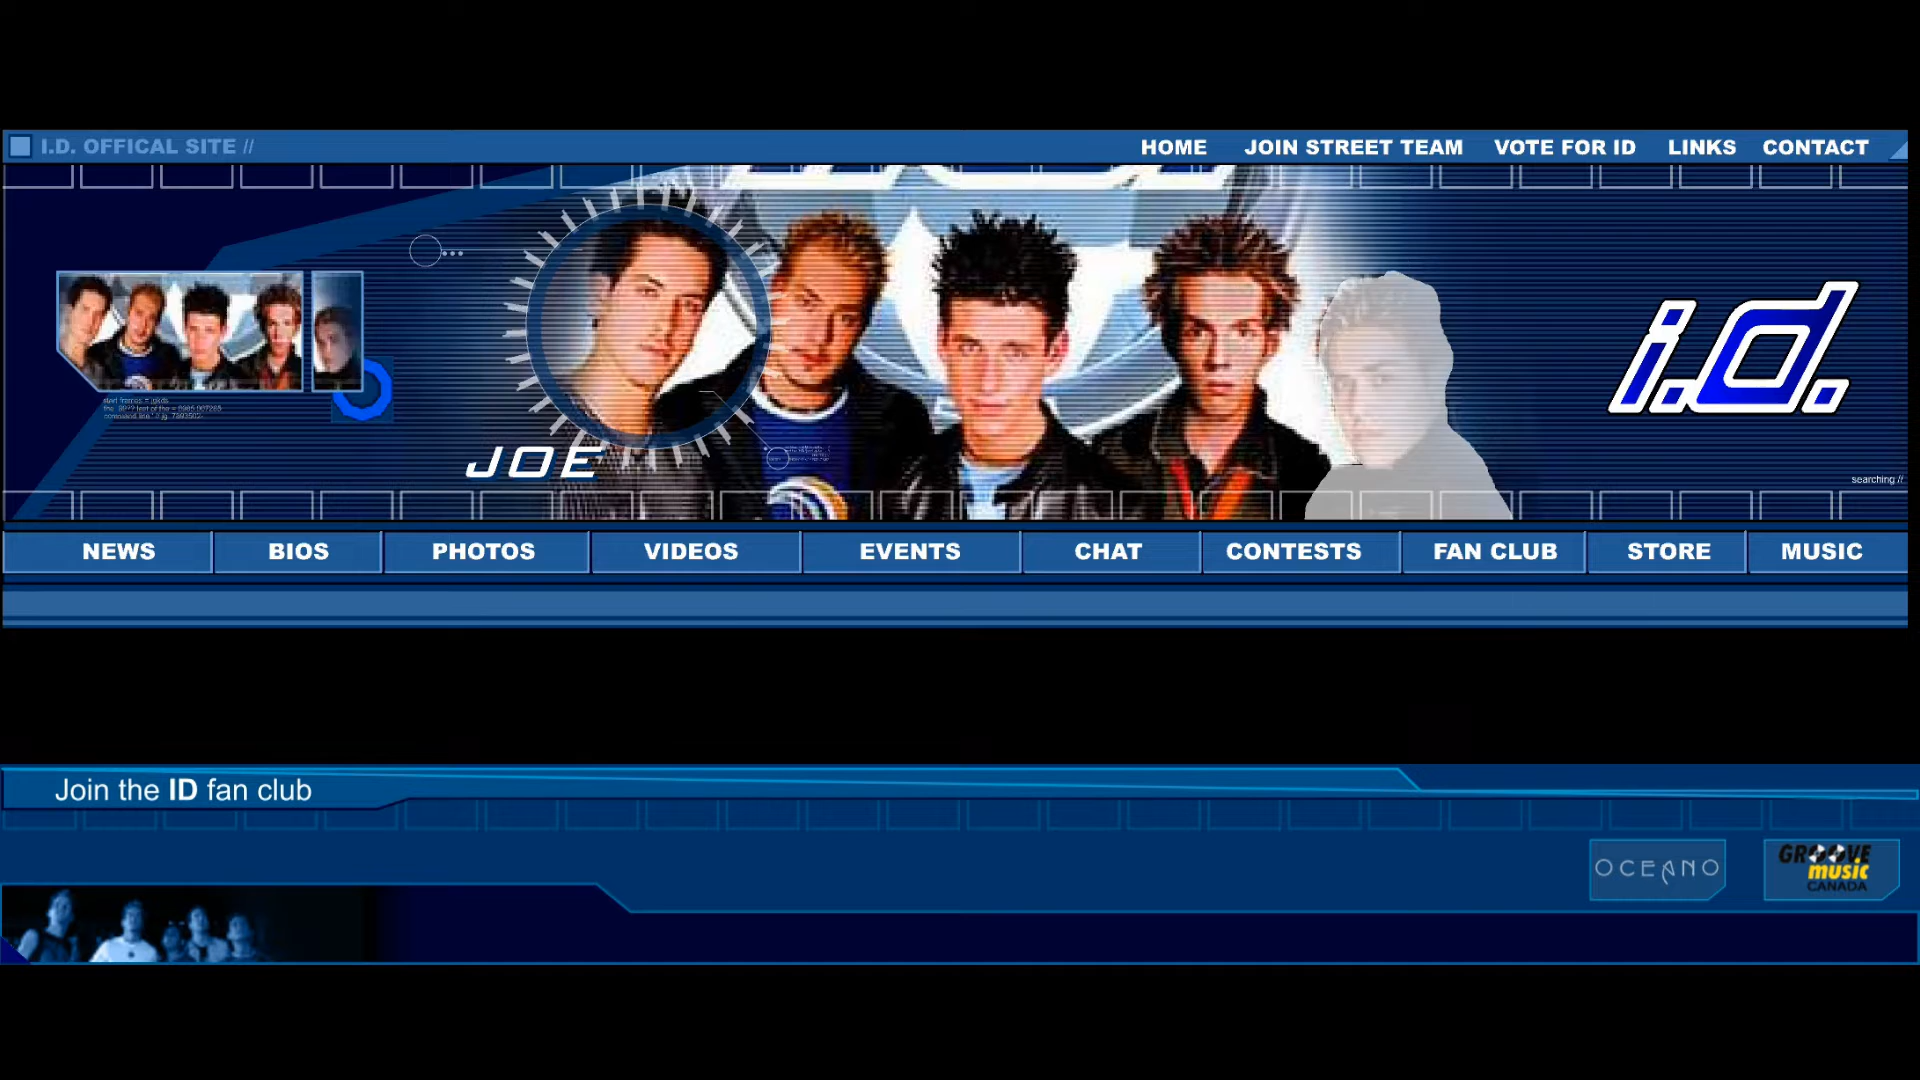 I.D. OFFICAL SITE //
HOME JOIN STREET TEAM VOTE FOR ID LINKS CONTACT
JOE
i.d.
searching //
NEWS BIOS PHOTOS VIDEOS EVENTS CHAT CONTESTS FAN CLUB STORE MUSIC
Join the ID fan club
OCEANO
GROOVE
music
CANADA